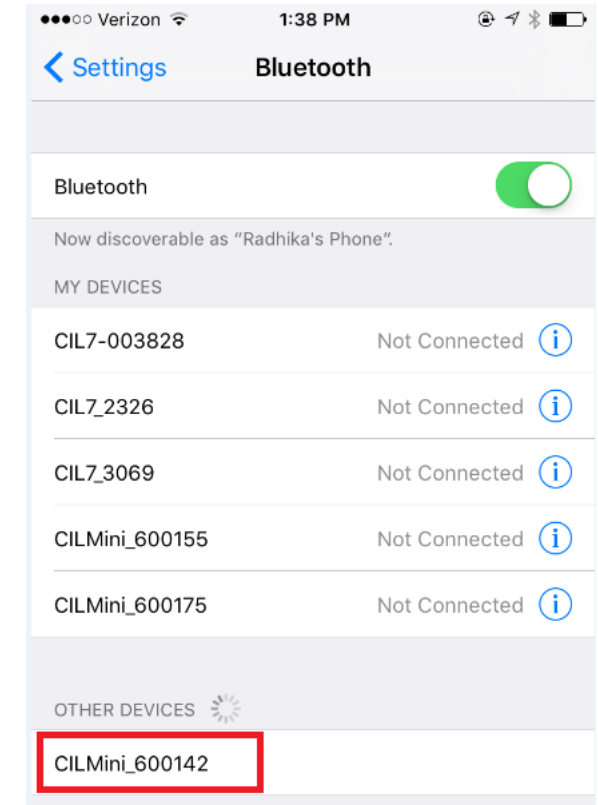 Verizon 1:38 PM
Settings Bluetooth
Bluetooth
Now discoverable as “Radhika's Phone”.
MY DEVICES
CIL7-003828 Not Connected i
CIL7_2326 Not Connected i
CIL7_3069 Not Connected i
CILMini_600155 Not Connected i
CILMini_600175 Not Connected i
OTHER DEVICES
CILMini_600142